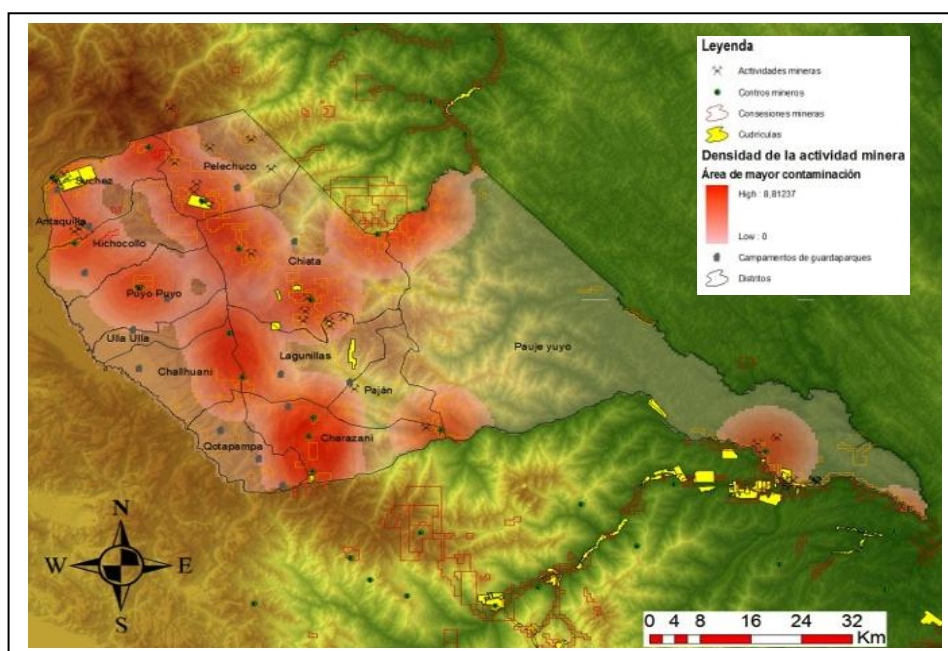 Leyenda
Actividades mineras
Contros mineros
Consesiones mineras
Cudrículas
Densidad de la actividad minera
Área de mayor contaminación
High : 8,81237
Low : 0
Campamentos de guardaparques
Distritos
Pelechuco
Suchez
Antaquilla
Hichocollo
Chiata
Puyo Puyo
Ulla Ulla
Lagunillas
Pauje yuyo
Challhuani
Paján
Charazani
Qotapampa
N
W E
S
0 4 8 16 24 32
Km